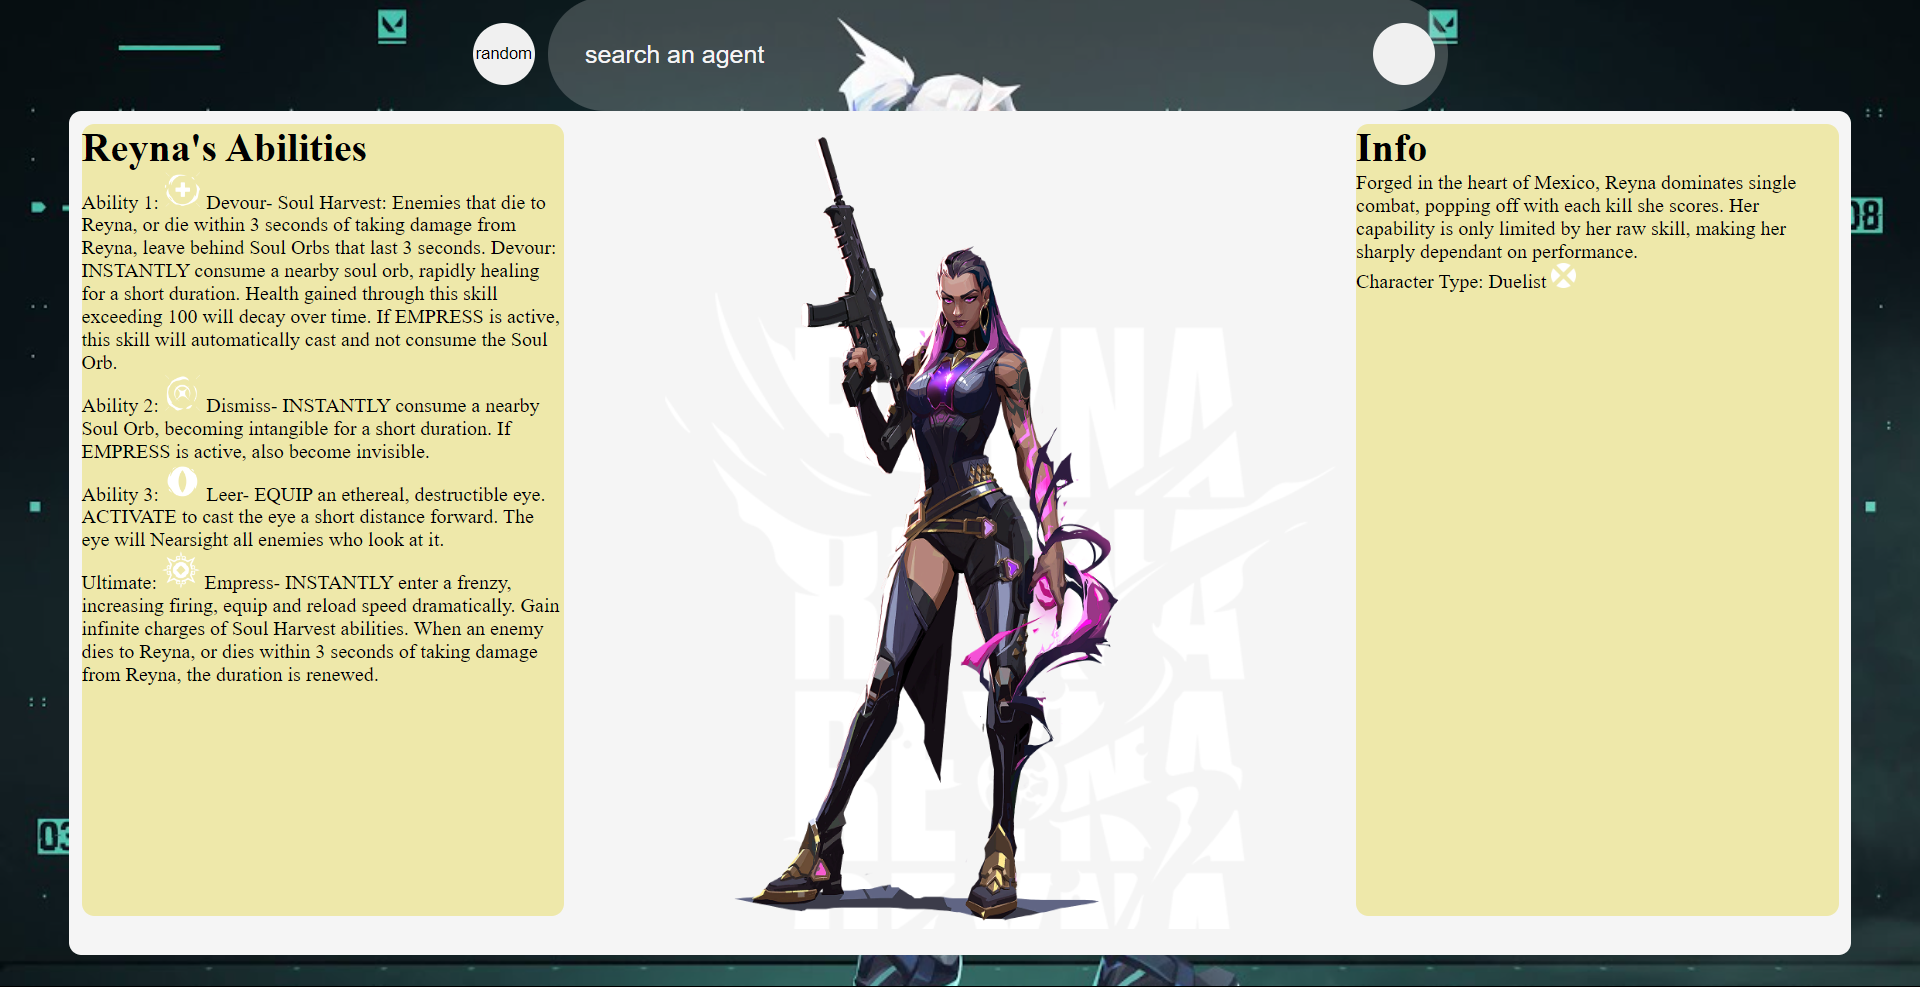 random
search an agent
Reyna's Abilities
Ability 1: Devour- Soul Harvest: Enemies that die to
Reyna, or die within 3 seconds of taking damage from
Reyna, leave behind Soul Orbs that last 3 seconds. Devour:
INSTANTLY consume a nearby soul orb, rapidly healing
for a short duration. Health gained through this skill
exceeding 100 will decay over time. If EMPRESS is active,
this skill will automatically cast and not consume the Soul
Orb.
Ability 2: Dismiss- INSTANTLY consume a nearby
Soul Orb, becoming intangible for a short duration. If
EMPRESS is active, also become invisible.
Ability 3: Leer- EQUIP an ethereal, destructible eye.
ACTIVATE to cast the eye a short distance forward. The
eye will Nearsight all enemies who look at it.
Ultimate: Empress- INSTANTLY enter a frenzy,
increasing firing, equip and reload speed dramatically. Gain
infinite charges of Soul Harvest abilities. When an enemy
dies to Reyna, or dies within 3 seconds of taking damage
from Reyna, the duration is renewed.
REYNA
REYNA
REYNA
REYNA
Info
Forged in the heart of Mexico, Reyna dominates single
combat, popping off with each kill she scores. Her
capability is only limited by her raw skill, making her
sharply dependant on performance.
Character Type: Duelist
08
03